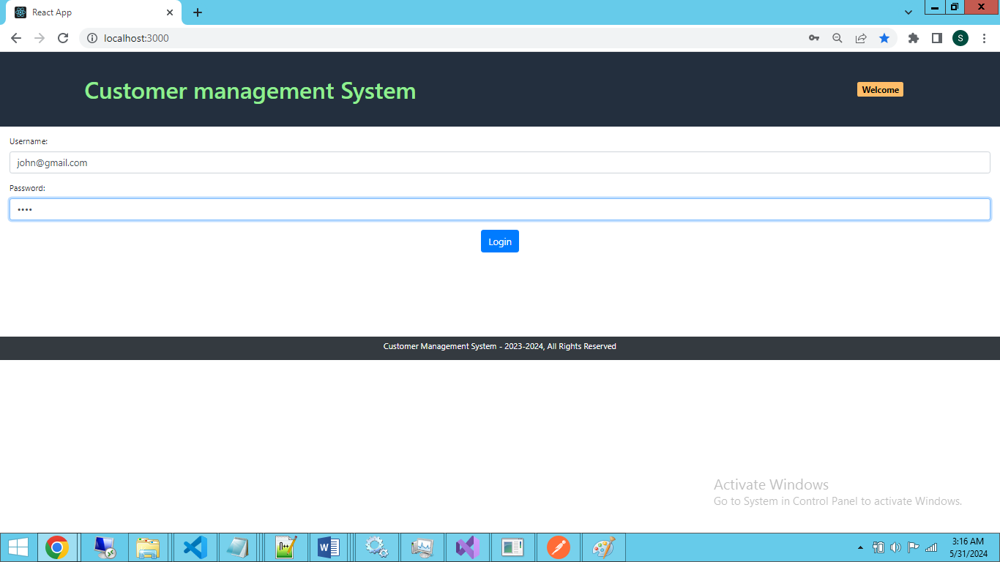 React App
localhost:3000
S
Customer management System
Welcome
Username:
john@gmail.com
Password:
••••
Login
Customer Management System - 2023-2024, All Rights Reserved
Activate Windows
Go to System in Control Panel to activate Windows.
3:16 AM
5/31/2024